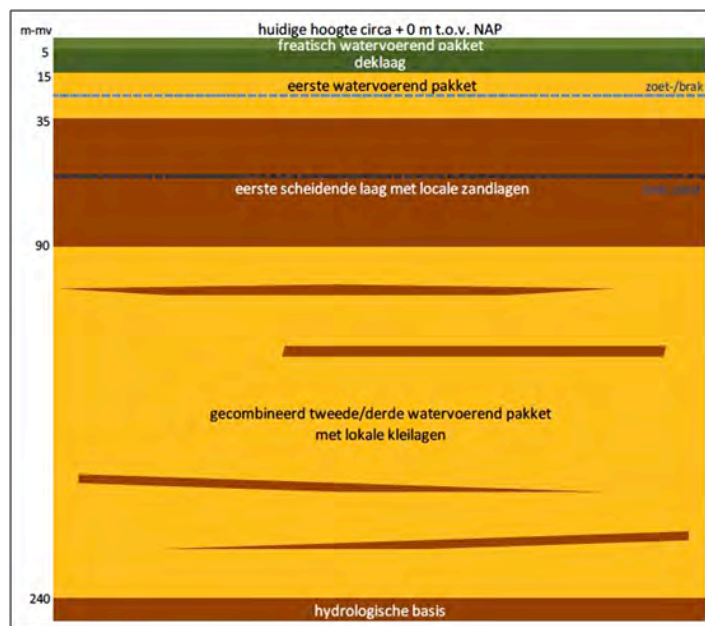 huidige hoogte circa + 0 m t.o.v. NAP
m-mv
freatisch watervoerend pakket
5
deklaag
15
eerste watervoerend pakket
zoet-/brak
35
eerste scheidende laag met locale zandlagen
90
gecombineerd tweede/derde watervoerend pakket
met lokale kleilagen
240
hydrologische basis